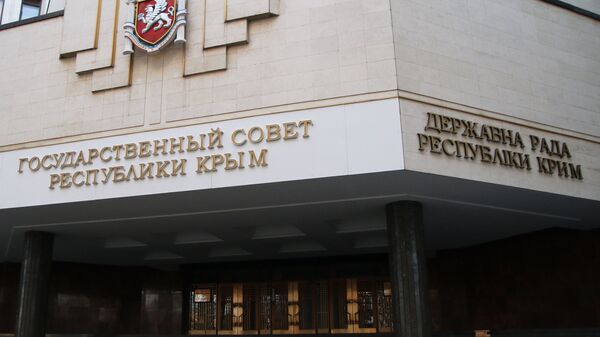 ГОСУДАРСТВЕННЫЙ СОВЕТ
РЕСПУБЛИКИ КРЫМ
ДЕРЖАВНА РАДА
РЕСПУБЛІКИ КРИМ